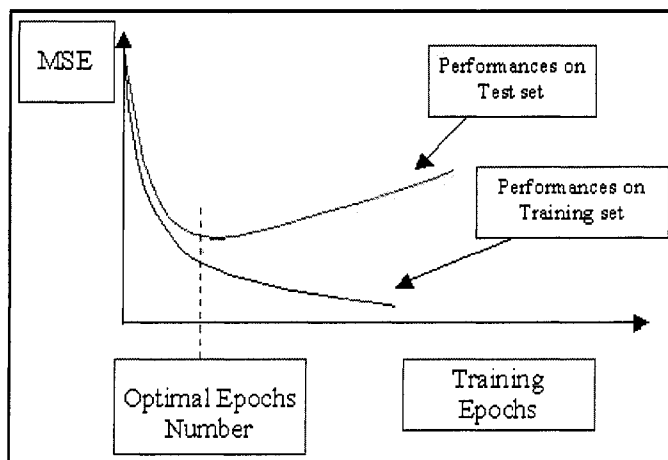 MSE
Performances on
Test set
Performances on
Training set
Optimal Epochs
Number
Training
Epochs